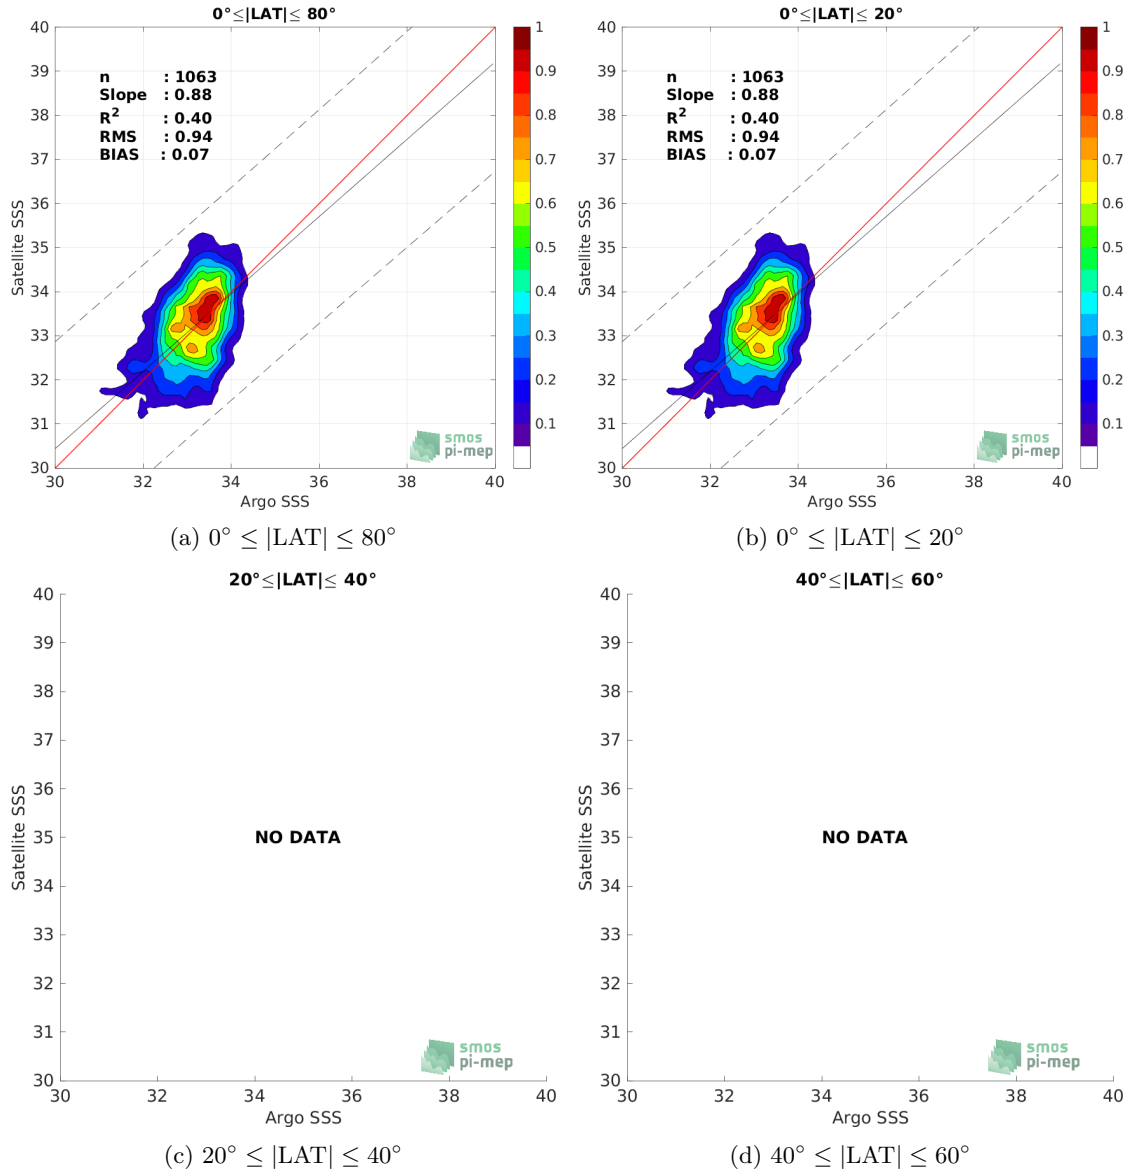 0°≤|LAT|≤ 80°
40
39
38
37
36
35
34
33
32
31
30
Satellite SSS
n : 1063
Slope : 0.88
R² : 0.40
RMS : 0.94
BIAS : 0.07
smos
pi-mep
30 32 34 36 38 40
Argo SSS
1
0.9
0.8
0.7
0.6
0.5
0.4
0.3
0.2
0.1
(a) 0° ≤ |LAT| ≤ 80°
0°≤|LAT|≤ 20°
40
39
38
37
36
35
34
33
32
31
30
Satellite SSS
n : 1063
Slope : 0.88
R² : 0.40
RMS : 0.94
BIAS : 0.07
smos
pi-mep
30 32 34 36 38 40
Argo SSS
1
0.9
0.8
0.7
0.6
0.5
0.4
0.3
0.2
0.1
(b) 0° ≤ |LAT| ≤ 20°
20°≤|LAT|≤ 40°
40
39
38
37
36
35
34
33
32
31
30
Satellite SSS
NO DATA
smos
pi-mep
30 32 34 36 38 40
Argo SSS
(c) 20° ≤ |LAT| ≤ 40°
40°≤|LAT|≤ 60°
40
39
38
37
36
35
34
33
32
31
30
Satellite SSS
NO DATA
smos
pi-mep
30 32 34 36 38 40
Argo SSS
(d) 40° ≤ |LAT| ≤ 60°